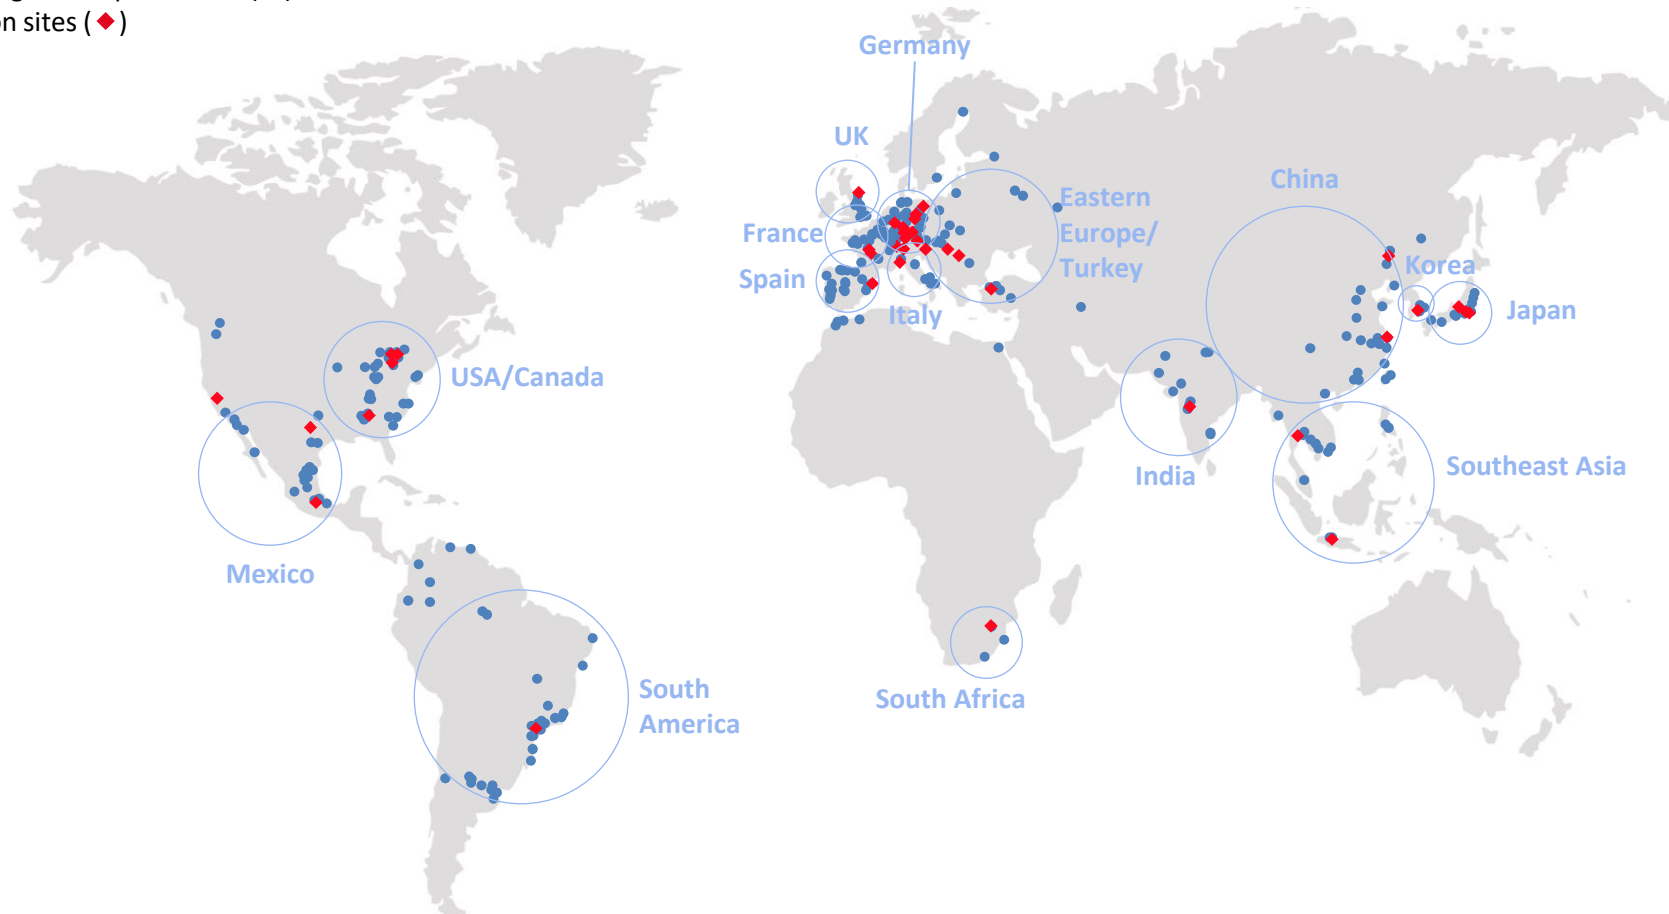 on sites (◆)
Germany
UK
China
Eastern
Europe/
Turkey
France
Spain
Korea
Italy
Japan
USA/Canada
India
Southeast Asia
Mexico
South
America
South Africa